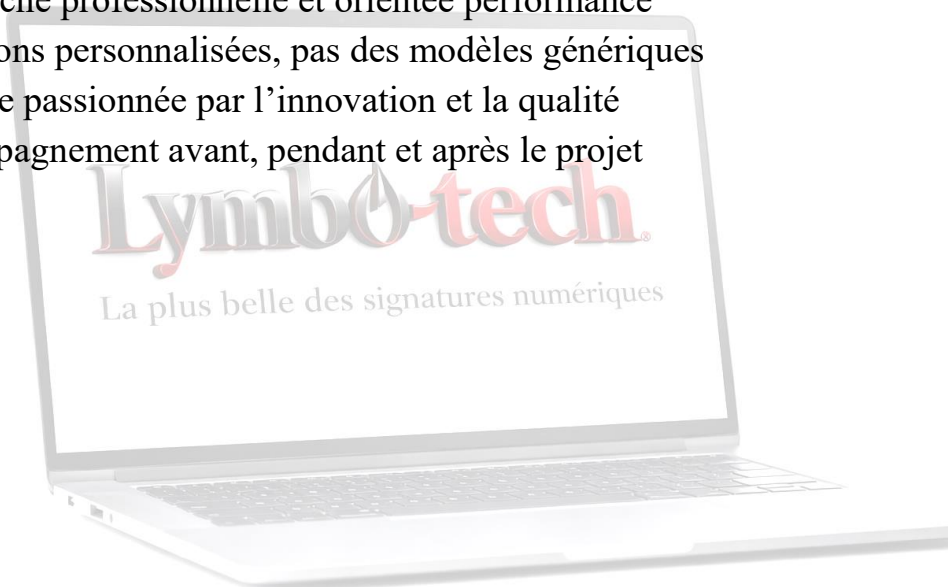 che professionnelle et orientée performance
ons personnalisées, pas des modèles génériques
e passionnée par l’innovation et la qualité
pagnement avant, pendant et après le projet
Lymbo-tech
La plus belle des signatures numériques